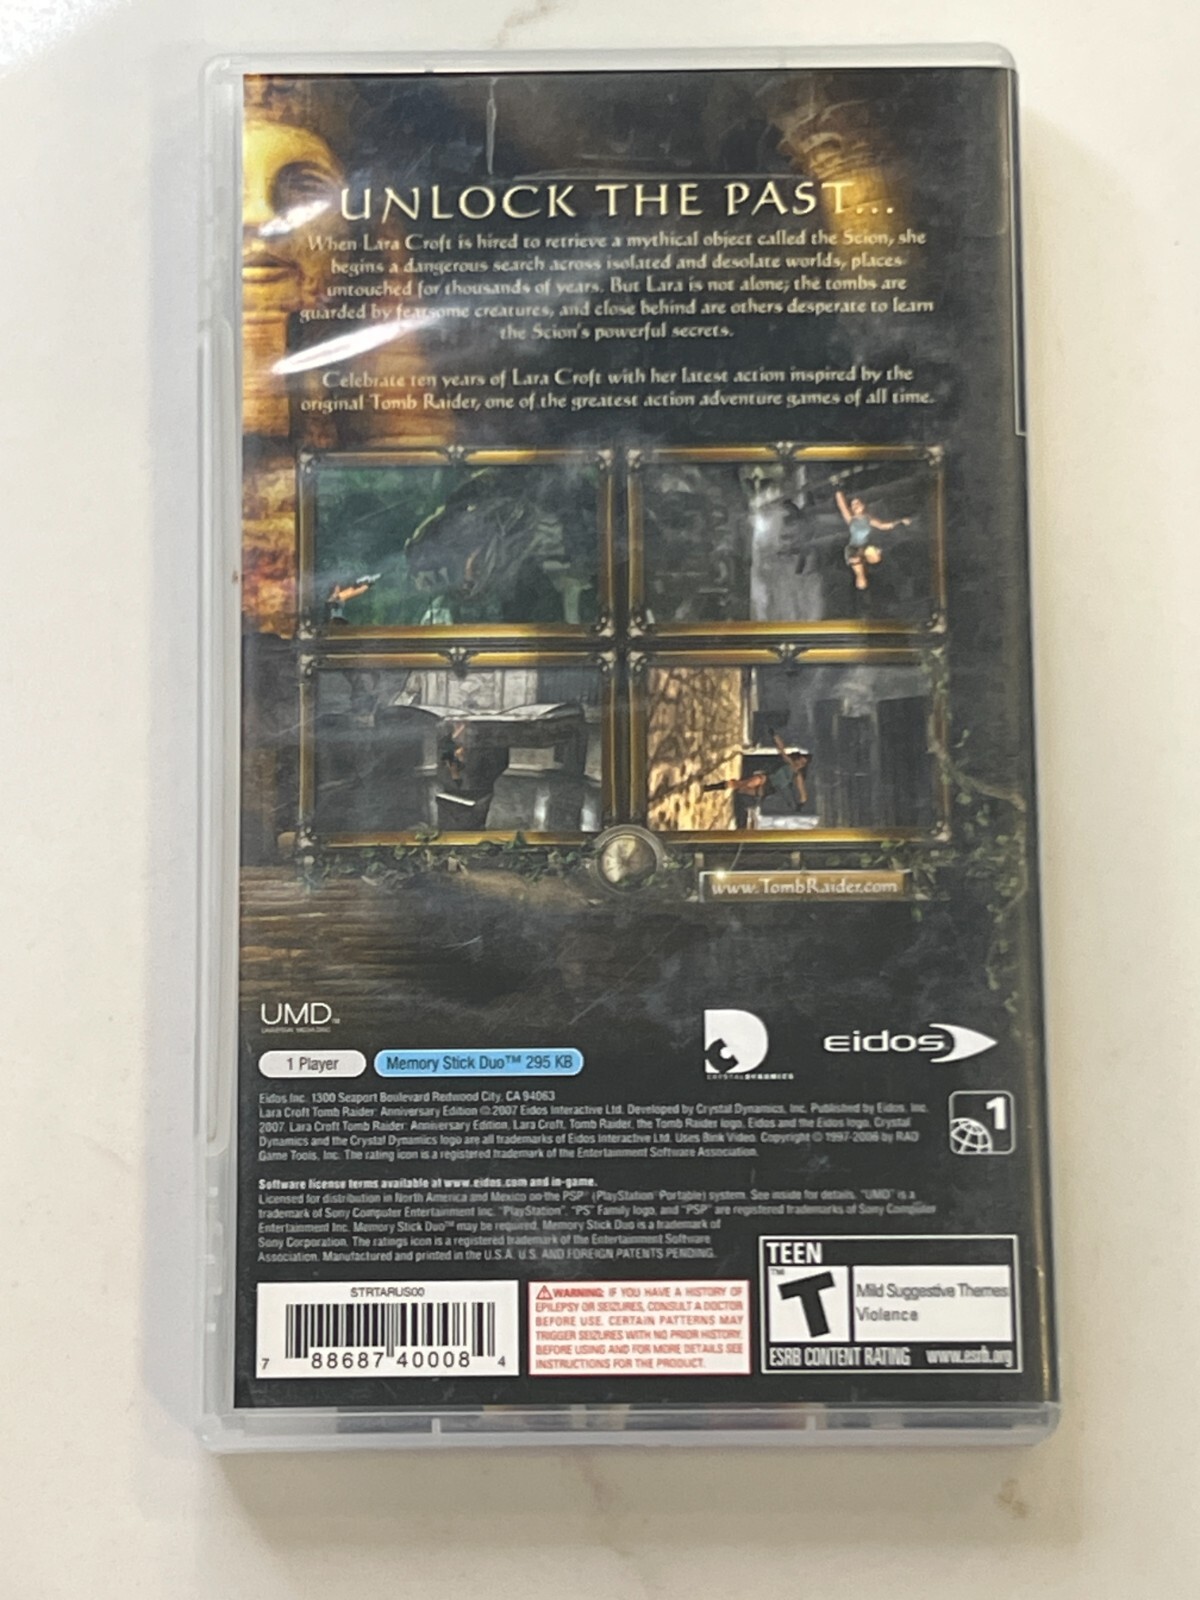 UNLOCK THE PAST...
When Lara Croft is hired to retrieve a mythical object called the Scion, she
begins a dangerous search across isolated and desolate worlds, places
untouched for thousands of years. But Lara is not alone; the tombs are
guarded by fearsome creatures, and close behind are others desperate to learn
the Scion's powerful secrets.
Celebrate ten years of Lara Croft with her latest action inspired by the
original Tomb Raider, one of the greatest action adventure games of all time.
www.TombRaider.com
UMD™
UNIVERSAL MEDIA DISC
1 Player
Memory Stick Duo™ 295 KB
CRYSTAL DYNAMICS
eidos
Eidos Inc. 1300 Seaport Boulevard Redwood City, CA 94063
Lara Croft Tomb Raider: Anniversary Edition © 2007 Eidos Interactive Ltd. Developed by Crystal Dynamics, Inc. Published by Eidos, Inc.
2007. Lara Croft Tomb Raider: Anniversary Edition, Lara Croft, Tomb Raider, the Tomb Raider logo, Eidos and the Eidos logo, Crystal
Dynamics and the Crystal Dynamics logo are all trademarks of Eidos Interactive Ltd. Uses Bink Video. Copyright © 1997-2006 by RAD
Game Tools, Inc. The rating icon is a registered trademark of the Entertainment Software Association.
1
Software license terms available at www.eidos.com and in-game.
Licensed for distribution in North America and Mexico on the PSP® (PlayStation®Portable) system. See inside for details. "UMD" is a
trademark of Sony Computer Entertainment Inc. "PlayStation", "PS" Family logo, and "PSP" are registered trademarks of Sony Computer
Entertainment Inc. Memory Stick Duo™ may be required. Memory Stick Duo is a trademark of
Sony Corporation. The ratings icon is a registered trademark of the Entertainment Software
Association. Manufactured and printed in the U.S.A. U.S. AND FOREIGN PATENTS PENDING.
STRTARUS00
7 88687 40008 4
WARNING: IF YOU HAVE A HISTORY OF
EPILEPSY OR SEIZURES, CONSULT A DOCTOR
BEFORE USE. CERTAIN PATTERNS MAY
TRIGGER SEIZURES WITH NO PRIOR HISTORY.
BEFORE USING AND FOR MORE DETAILS SEE
INSTRUCTIONS FOR THE PRODUCT.
TEEN
T™
Mild Suggestive Themes
Violence
ESRB CONTENT RATING www.esrb.org